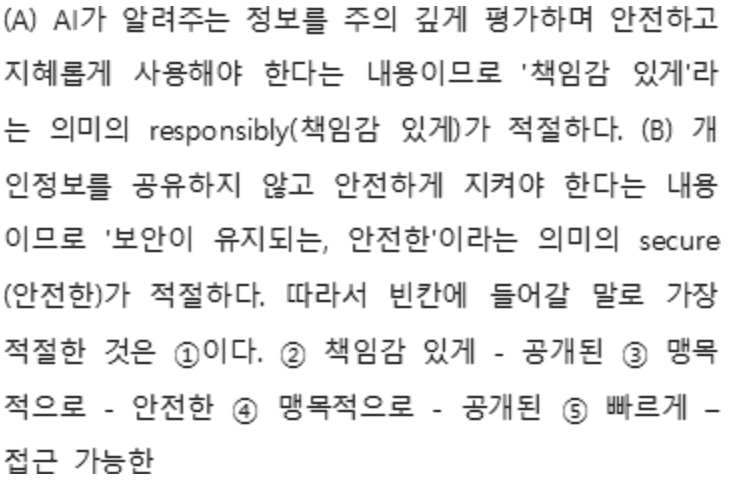 (A) AI가 알려주는 정보를 주의 깊게 평가하며 안전하고
지혜롭게 사용해야 한다는 내용이므로 '책임감 있게'라
는 의미의 responsibly(책임감 있게)가 적절하다. (B) 개
인정보를 공유하지 않고 안전하게 지켜야 한다는 내용
이므로 '보안이 유지되는, 안전한'이라는 의미의 secure
(안전한)가 적절하다. 따라서 빈칸에 들어갈 말로 가장
적절한 것은 ①이다. ② 책임감 있게 - 공개된 ③ 맹목
적으로 - 안전한 ④ 맹목적으로 - 공개된 ⑤ 빠르게 –
접근 가능한